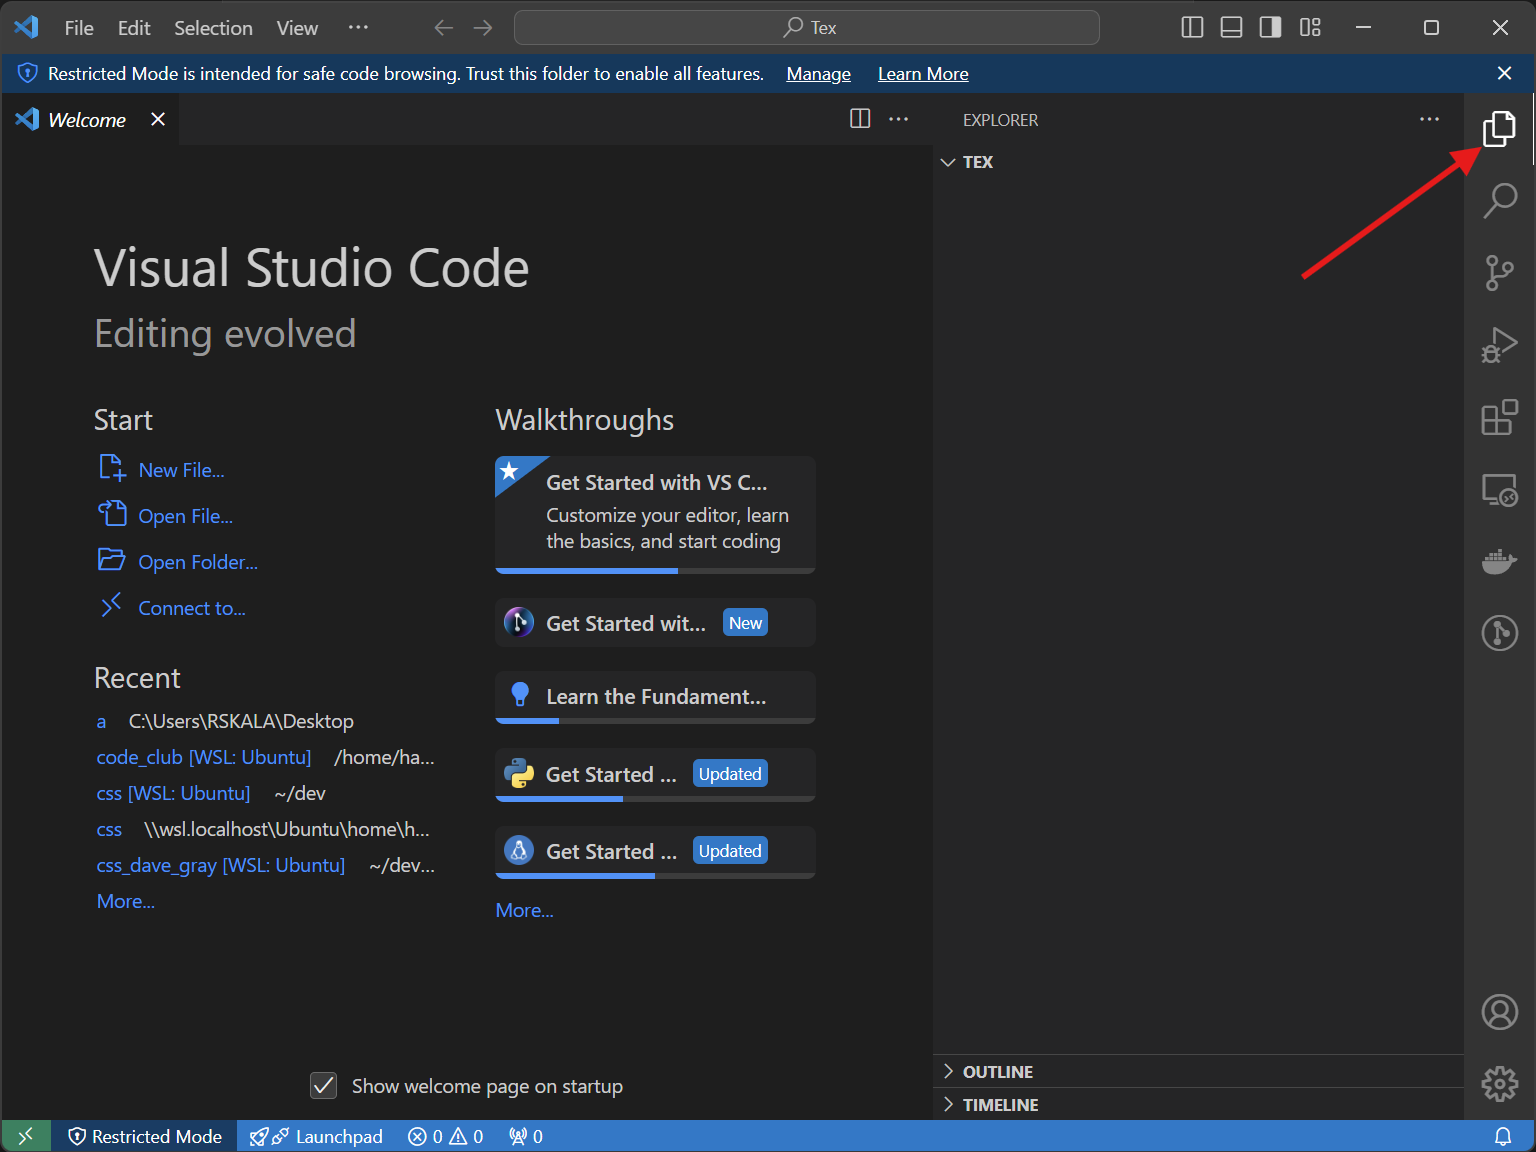 File Edit Selection View ···
Tex
Restricted Mode is intended for safe code browsing. Trust this folder to enable all features. Manage Learn More
Welcome
EXPLORER
TEX
Visual Studio Code
Editing evolved
Start
New File...
Open File...
Open Folder...
Connect to...
Recent
a C:\Users\RSKALA\Desktop
code_club [WSL: Ubuntu] /home/ha...
css [WSL: Ubuntu] ~/dev
css \\wsl.localhost\Ubuntu\home\h...
css_dave_gray [WSL: Ubuntu] ~/dev...
More...
Walkthroughs
Get Started with VS C...
Customize your editor, learn
the basics, and start coding
Get Started wit... New
Learn the Fundament...
Get Started ... Updated
Get Started ... Updated
More...
Show welcome page on startup
OUTLINE
TIMELINE
Restricted Mode Launchpad 0 0 0